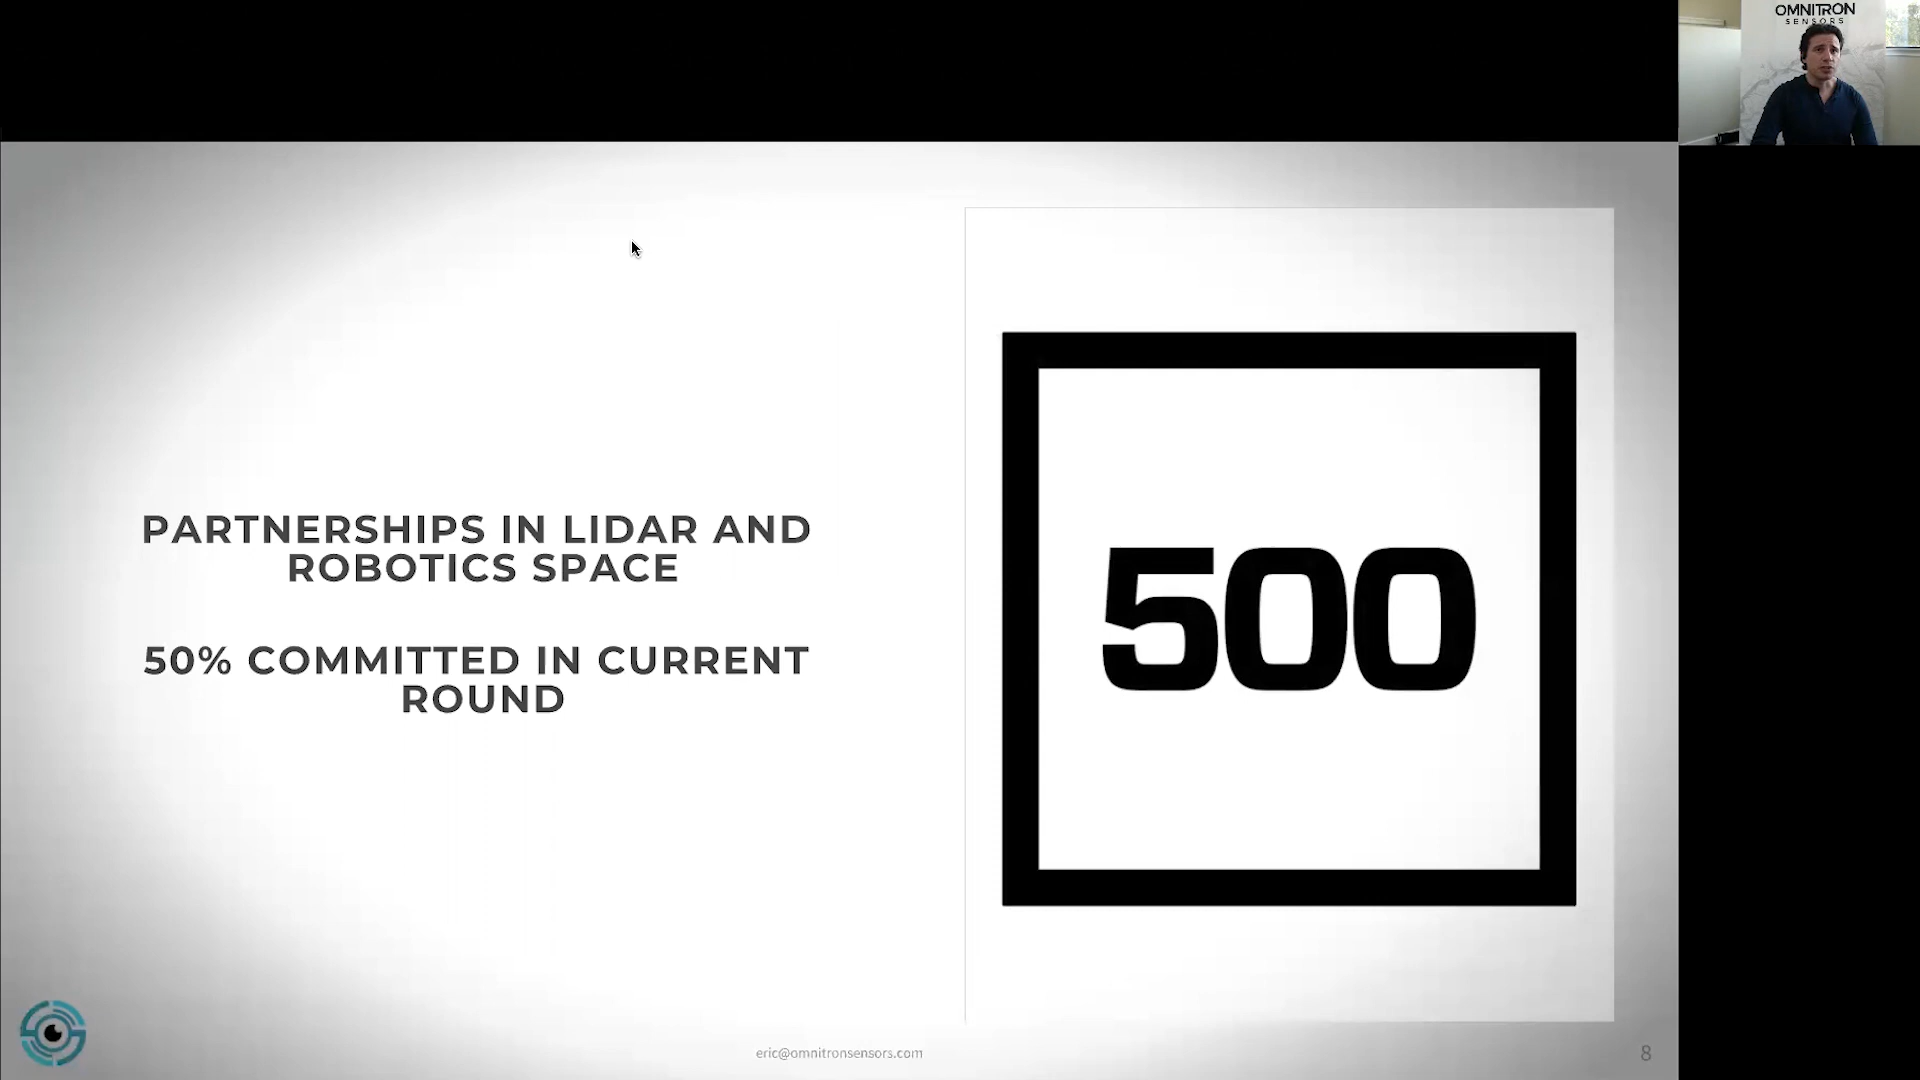 OMNITRON
SENSORS
PARTNERSHIPS IN LIDAR AND
ROBOTICS SPACE
50% COMMITTED IN CURRENT
ROUND
500
eric@omnitronsensors.com
8